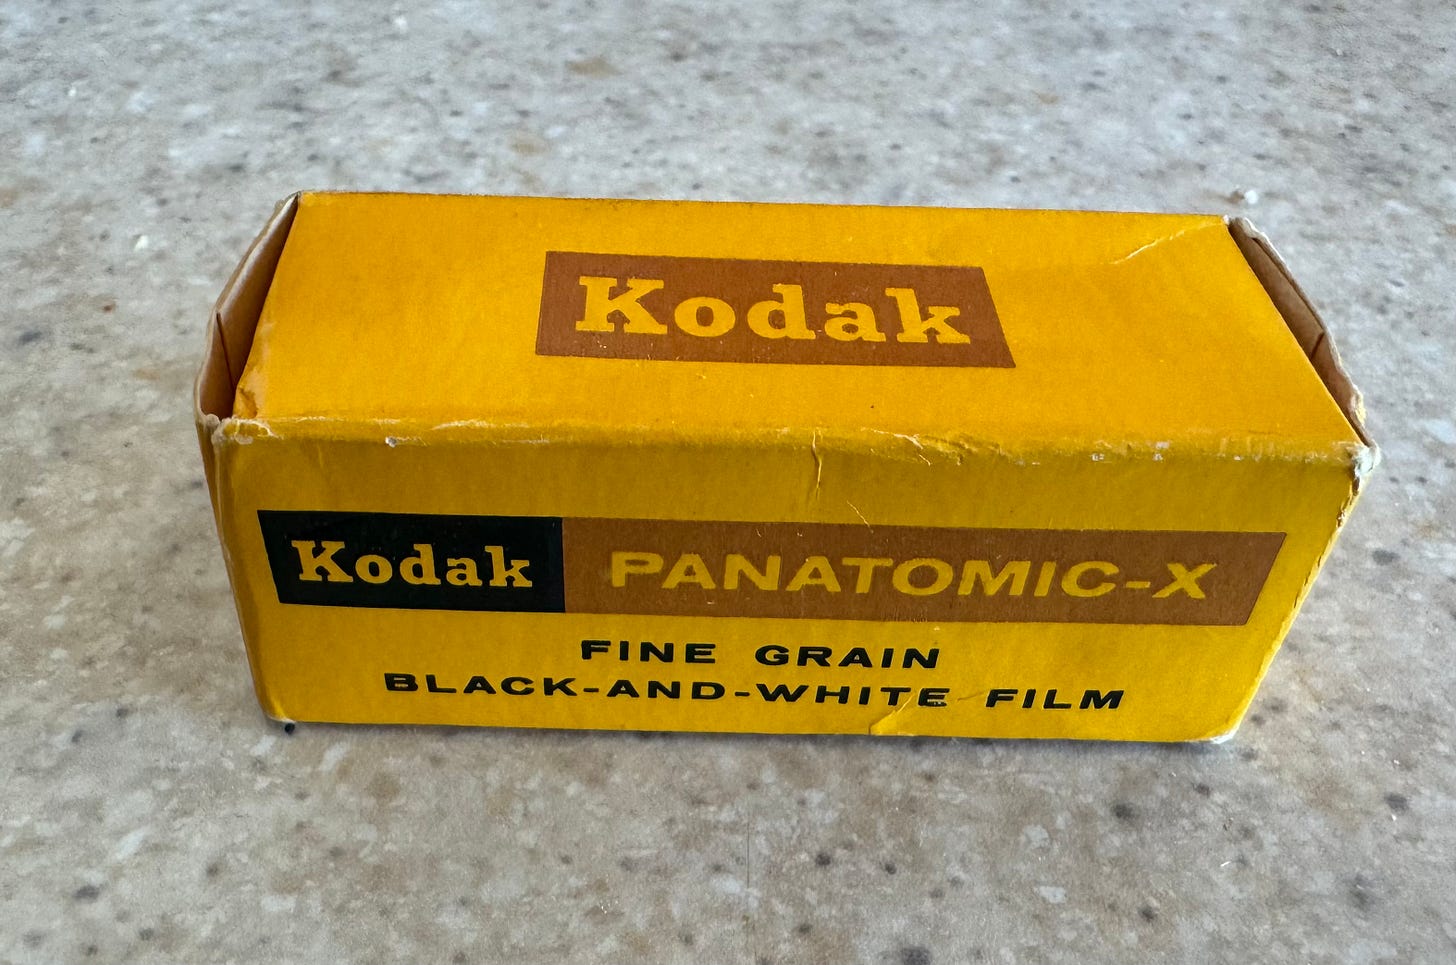 Kodak
Kodak PANATOMIC-X
FINE GRAIN
BLACK-AND-WHITE FILM